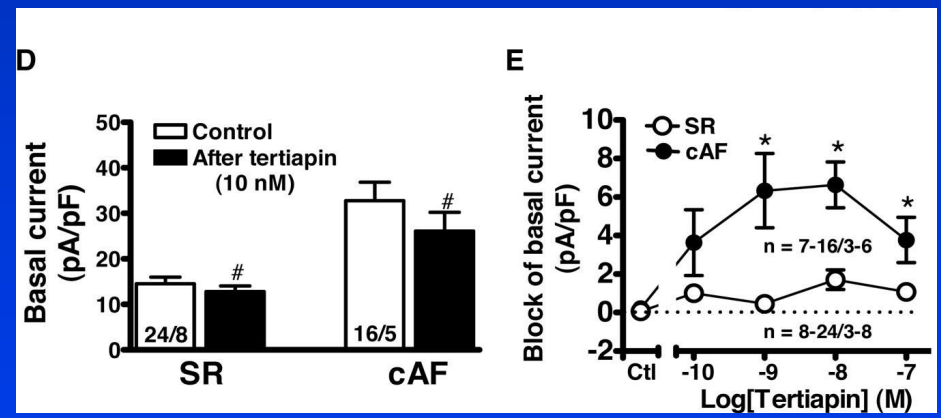 D
Basal current
(pA/pF)
50
40
30
20
10
0
Control
After tertiapin
(10 nM)
#
#
24/8
16/5
SR
cAF
E
Block of basal current
(pA/pF)
10
8
6
4
2
0
-2
SR
cAF
*
*
*
n = 7-16/3-6
n = 8-24/3-8
Ctl
-10
-9
-8
-7
Log[Tertiapin] (M)